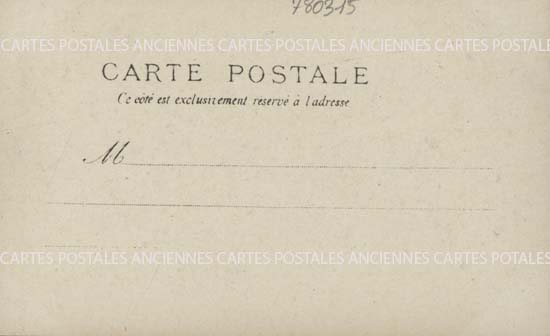 780315
CARTES POSTALES ANCIENNES CARTES POSTALES ANCIENNES CARTES POSTALES
CARTE POSTALE
Ce côté est exclusivement réservé à l'adresse
M
CARTES POSTALES ANCIENNES CARTES POSTALES ANCIENNES CARTES POTALES